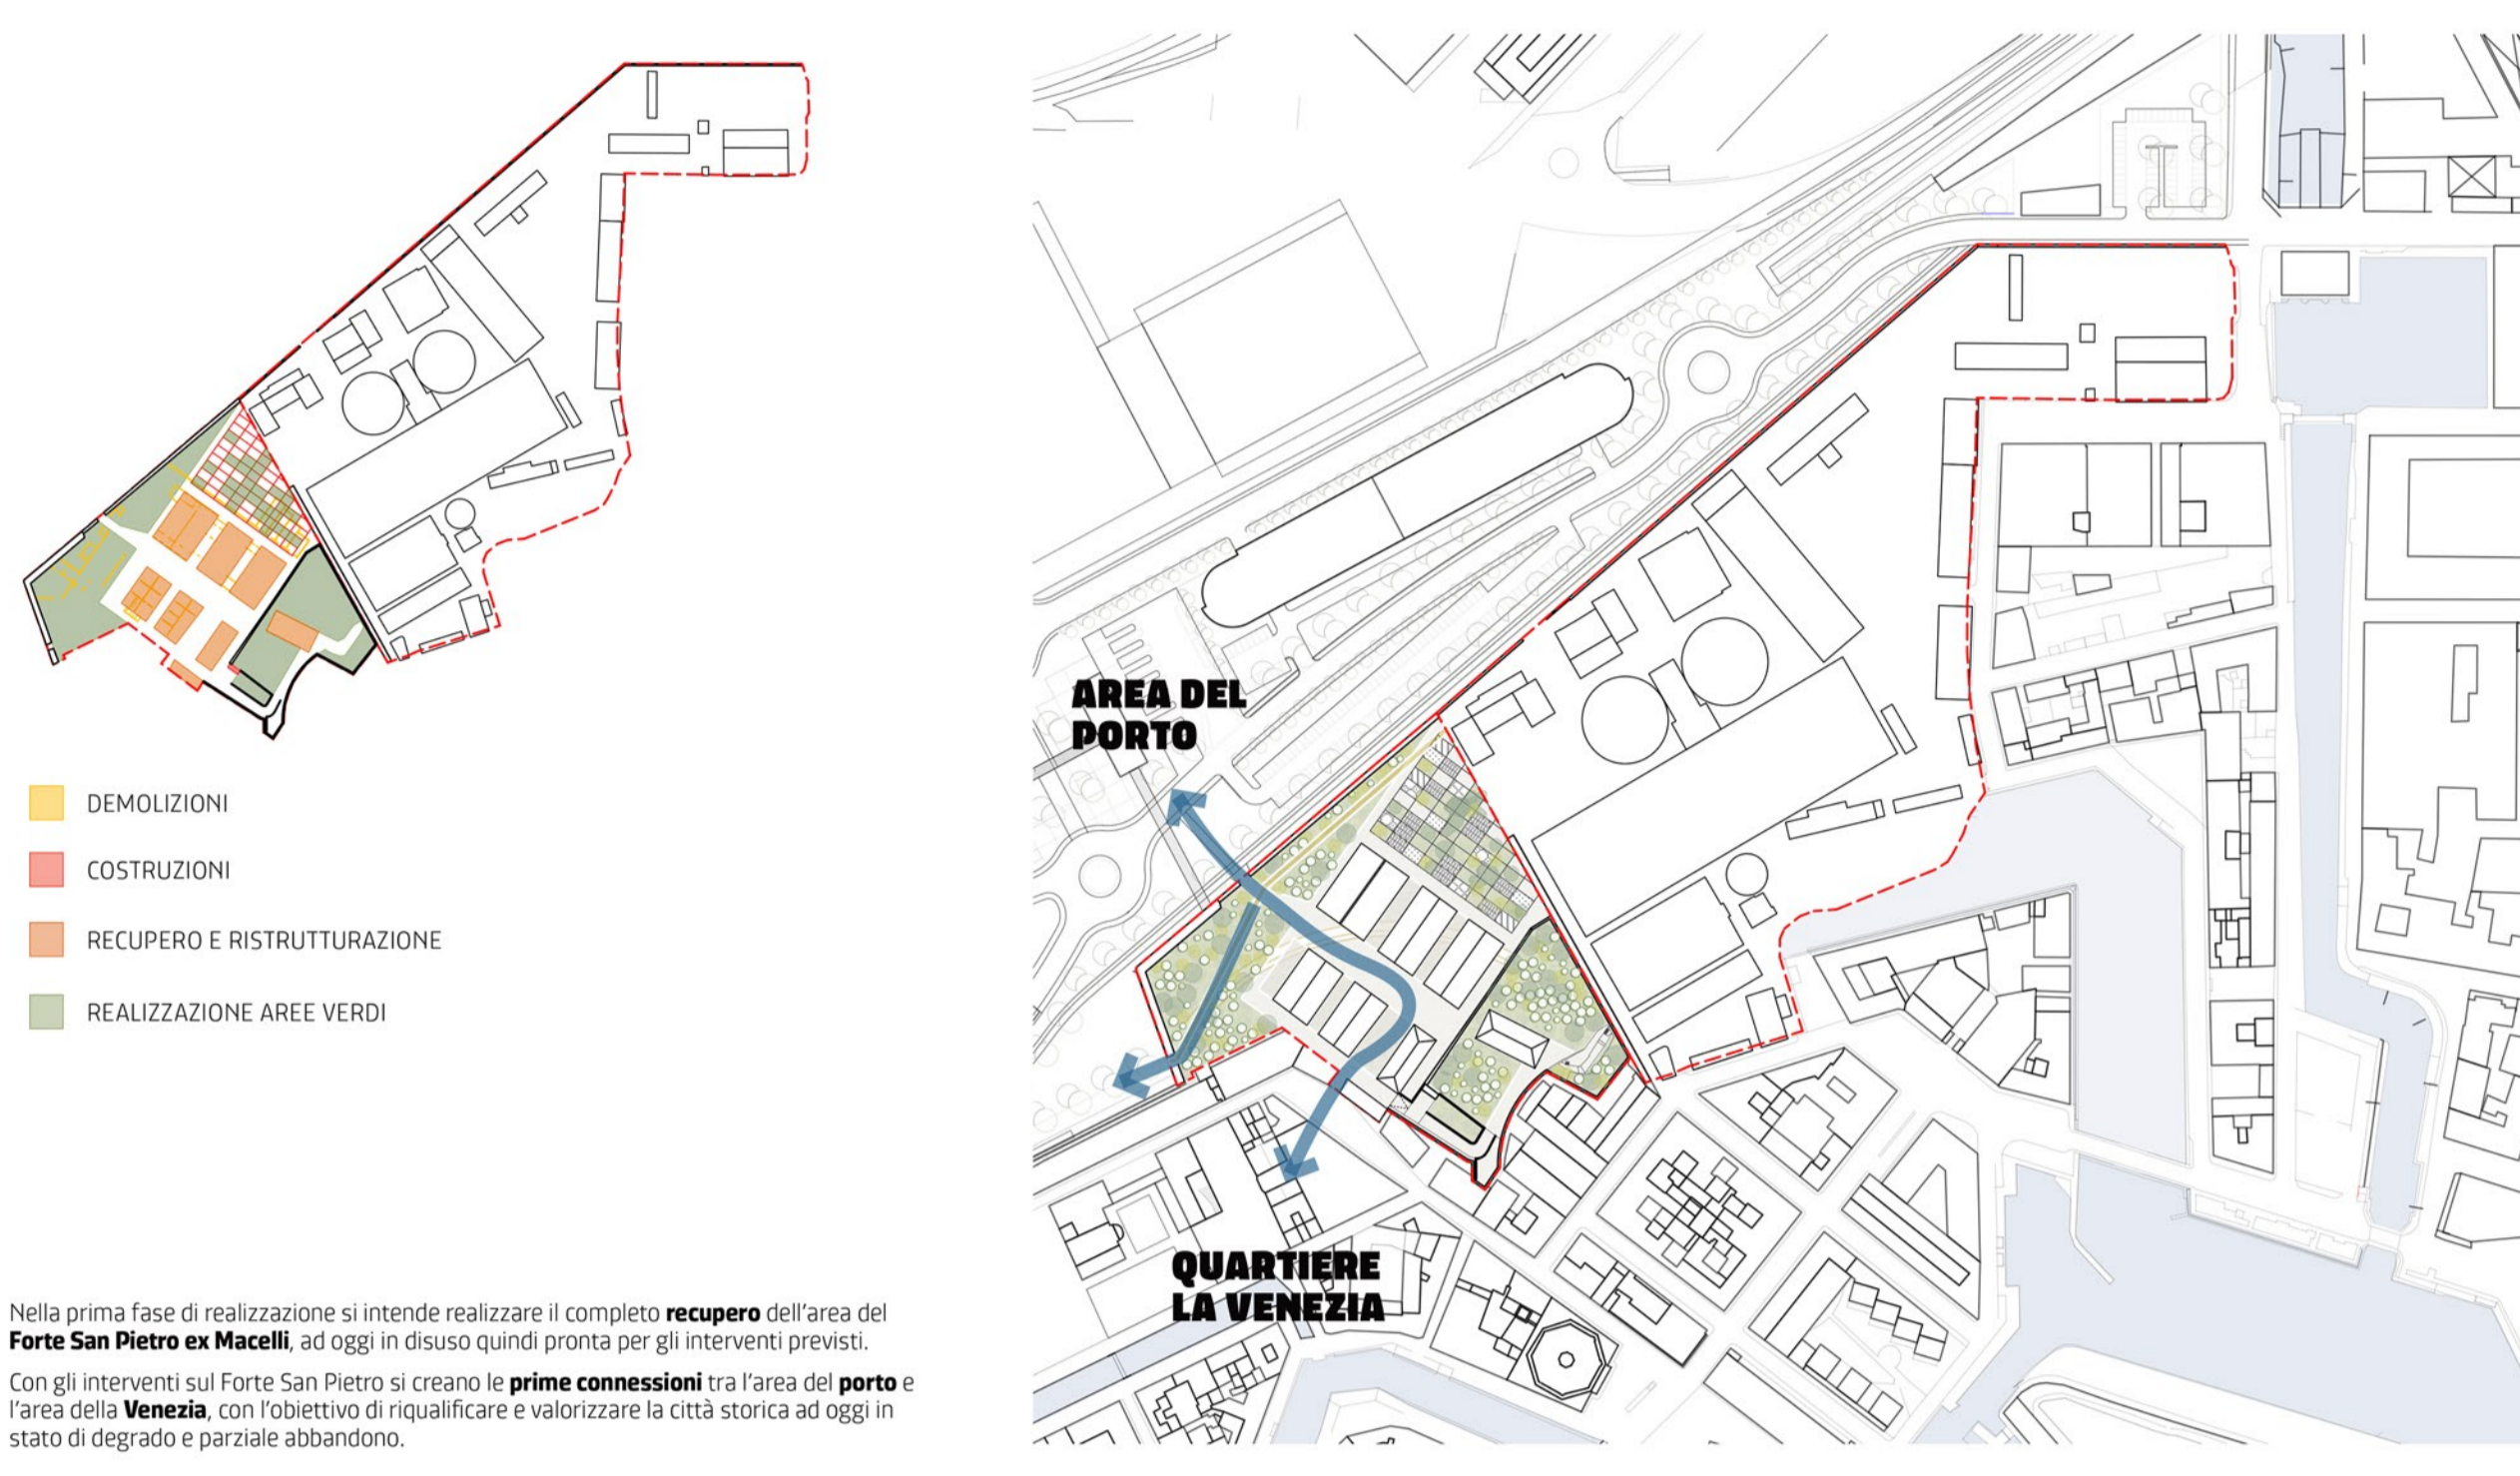 DEMOLIZIONI
COSTRUZIONI
RECUPERO E RISTRUTTURAZIONE
REALIZZAZIONE AREE VERDI
Nella prima fase di realizzazione si intende realizzare il completo recupero dell'area del
Forte San Pietro ex Macelli, ad oggi in disuso quindi pronta per gli interventi previsti.
Con gli interventi sul Forte San Pietro si creano le prime connessioni tra l'area del porto e
l'area della Venezia, con l'obiettivo di riqualificare e valorizzare la città storica ad oggi in
stato di degrado e parziale abbandono.
AREA DEL
PORTO
QUARTIERE
LA VENEZIA